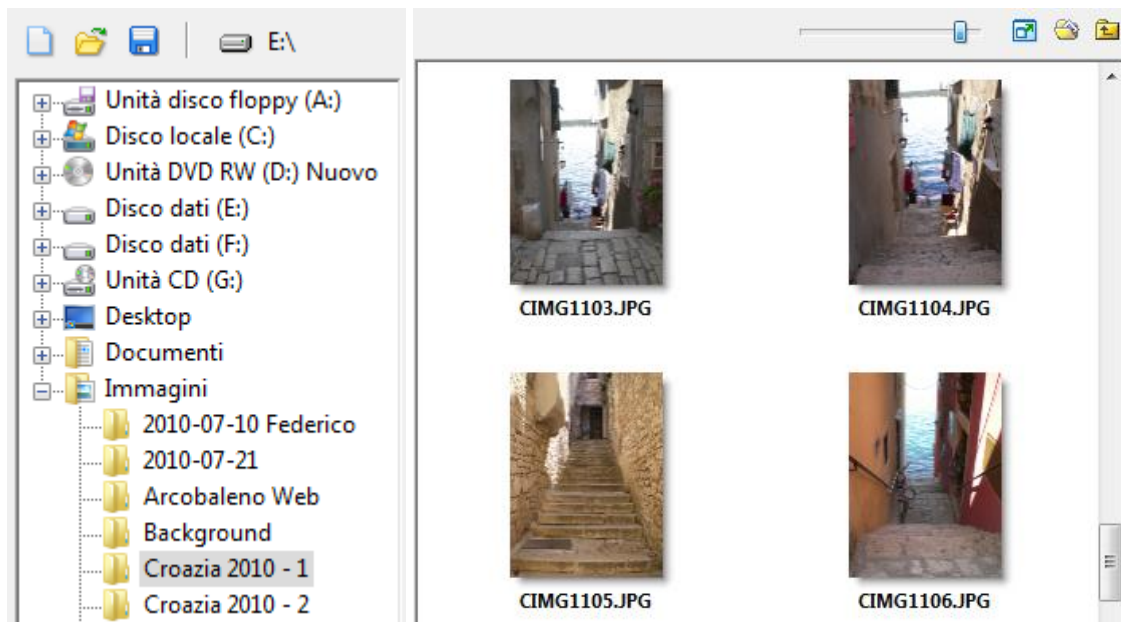 E:\
Unità disco floppy (A:)
Disco locale (C:)
Unità DVD RW (D:) Nuovo
Disco dati (E:)
Disco dati (F:)
Unità CD (G:)
Desktop
Documenti
Immagini
2010-07-10 Federico
2010-07-21
Arcobaleno Web
Background
Croazia 2010 - 1
Croazia 2010 - 2
CIMG1103.JPG
CIMG1104.JPG
CIMG1105.JPG
CIMG1106.JPG